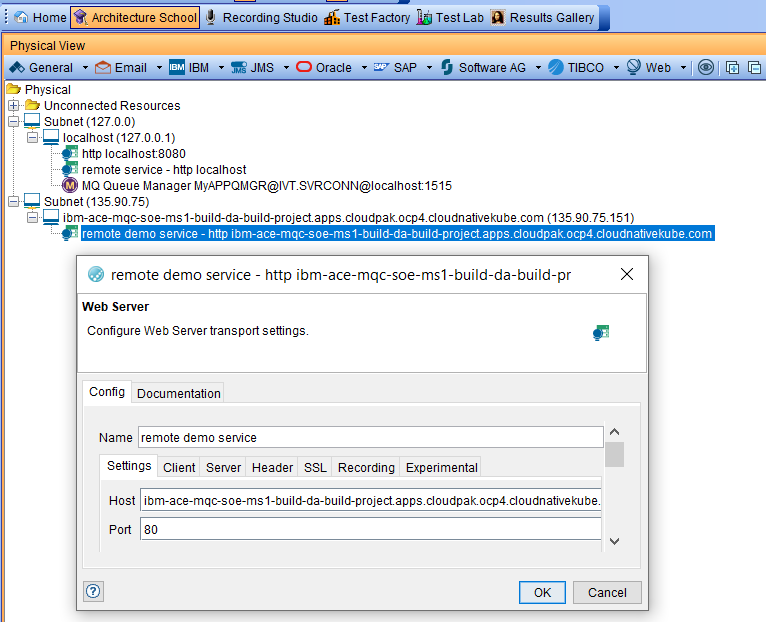 Home Architecture School Recording Studio Test Factory Test Lab Results Gallery
Physical View
General Email IBM IBM JMS JMS Oracle SAP SAP Software AG TIBCO Web
Physical
Unconnected Resources
Subnet (127.0.0)
localhost (127.0.0.1)
http localhost:8080
remote service - http localhost
M MQ Queue Manager MyAPPQMGR@IVT.SVRCONN@localhost:1515
Subnet (135.90.75)
ibm-ace-mqc-soe-ms1-build-da-build-project.apps.cloudpak.ocp4.cloudnativekube.com (135.90.75.151)
remote demo service - http ibm-ace-mqc-soe-ms1-build-da-build-project.apps.cloudpak.ocp4.cloudnativekube.com
remote demo service - http ibm-ace-mqc-soe-ms1-build-da-build-pr
Web Server
Configure Web Server transport settings.
Config Documentation
Name remote demo service
Settings Client Server Header SSL Recording Experimental
Host ibm-ace-mqc-soe-ms1-build-da-build-project.apps.cloudpak.ocp4.cloudnativekube.
Port 80
? OK Cancel